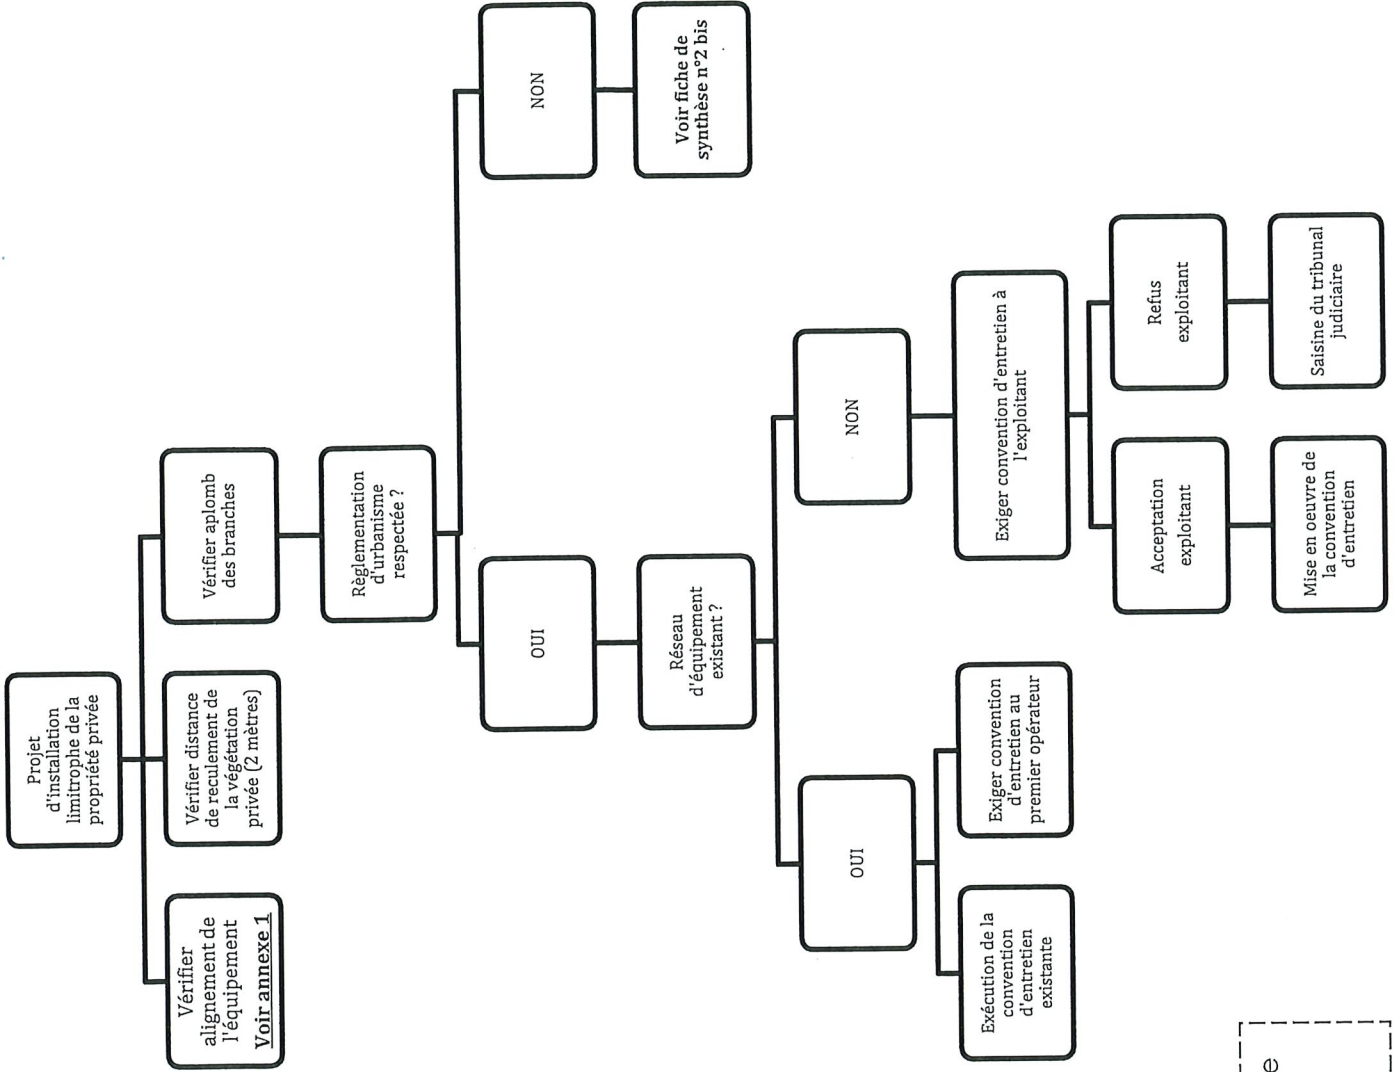 Projet
d'installation
limitrophe de la
propriété privée
Vérifier
alignement de
l'équipement
Voir annexe 1
Vérifier distance
de reculement de
la végétation
privée (2 mètres)
Vérifier aplomb
des branches
Règlementation
d'urbanisme
respectée ?
OUI
NON
Voir fiche de
synthèse n°2 bis
Réseau
d'équipement
existant ?
OUI
NON
Exécution de la
convention
d'entretien
existante
Exiger convention
d'entretien au
premier opérateur
Exiger convention d'entretien à
l'exploitant
Acceptation
exploitant
Refus
exploitant
Mise en oeuvre de
la convention
d'entretien
Saisine du tribunal
judiciaire
e